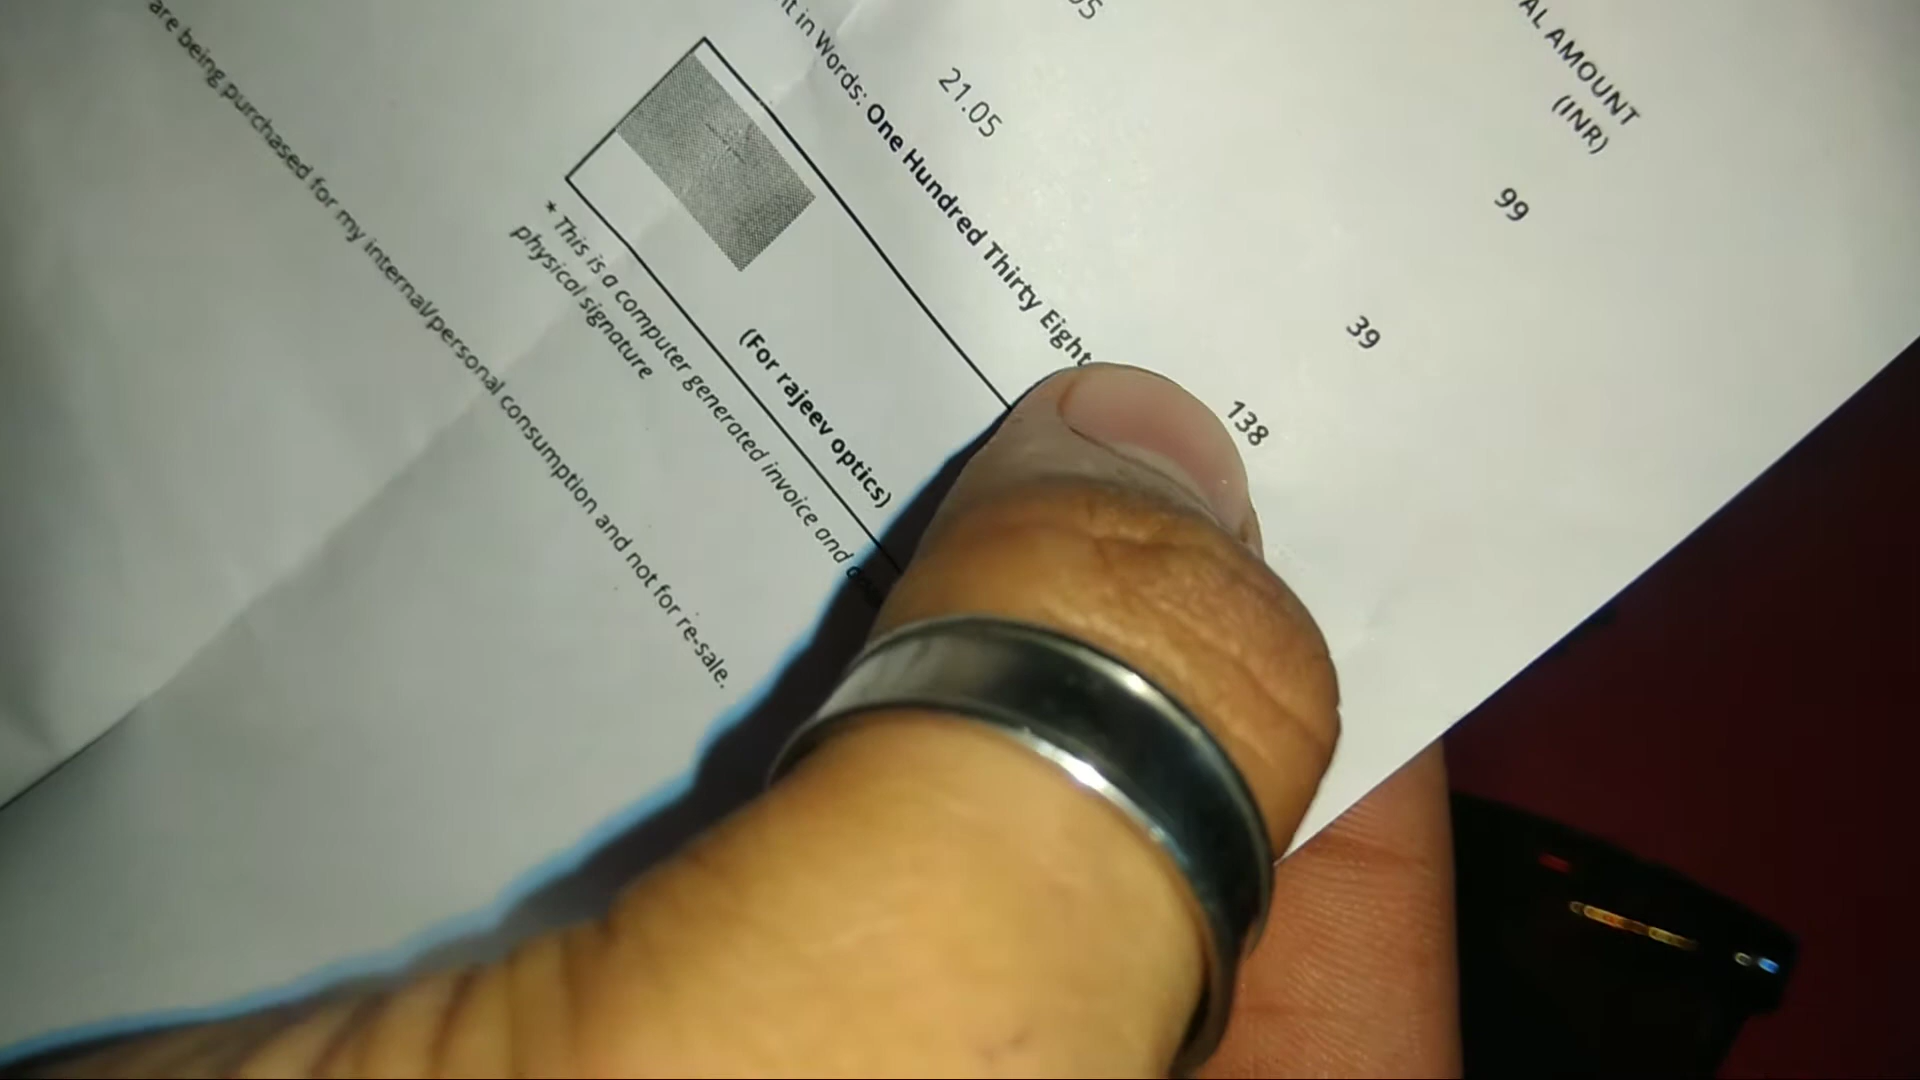 AL AMOUNT
(INR)
99
39
21.05
138
in Words: One Hundred Thirty Eight
(For rajeev optics)
* This is a computer generated invoice and
physical signature
are being purchased for my internal/personal consumption and not for re-sale.